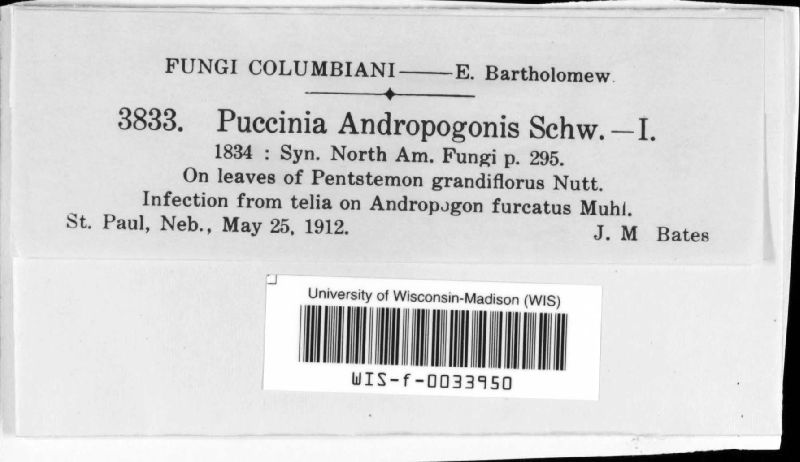 FUNGI COLUMBIANI—E. Bartholomew.
3833. Puccinia Andropogonis Schw.—I.
1834 : Syn. North Am. Fungi p. 295.
On leaves of Pentstemon grandiflorus Nutt.
Infection from telia on Andropogon furcatus Muhl.
St. Paul, Neb., May 25, 1912. J. M Bates
University of Wisconsin-Madison (WIS)
WIS-f-0033950